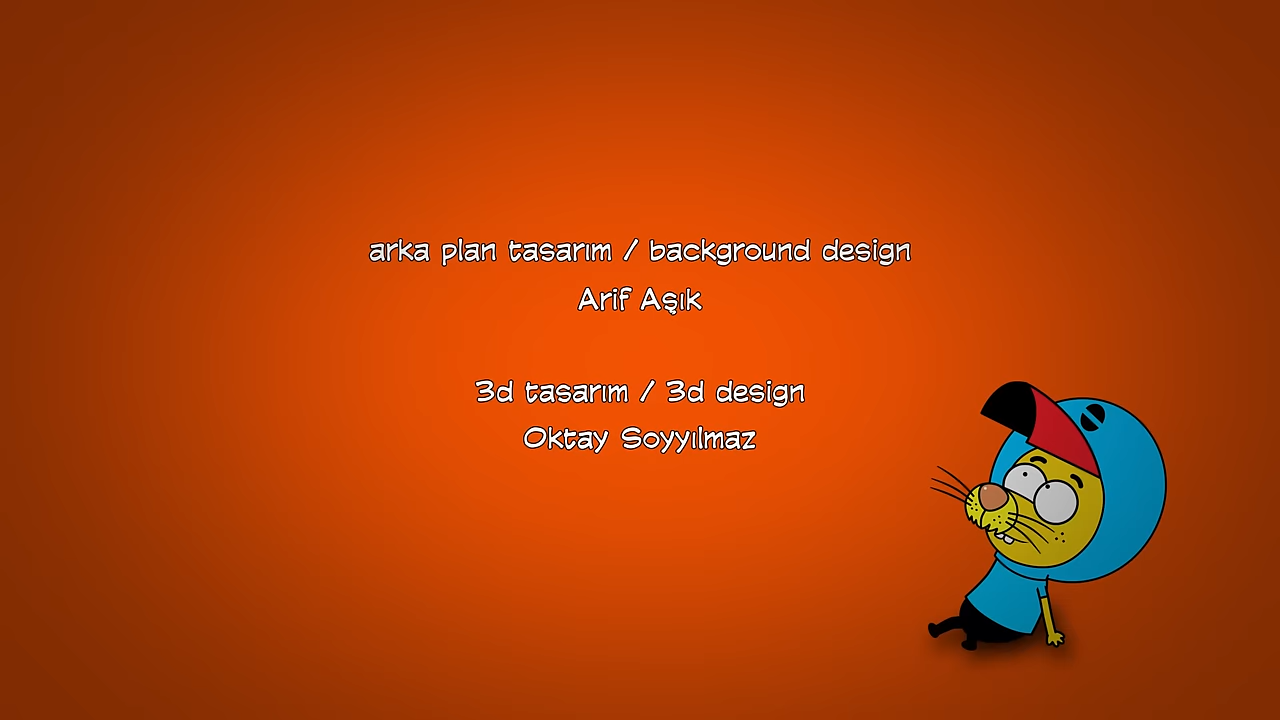 arka plan tasarım / background design
Arif Aşık
3d tasarım / 3d design
Oktay Soyyılmaz